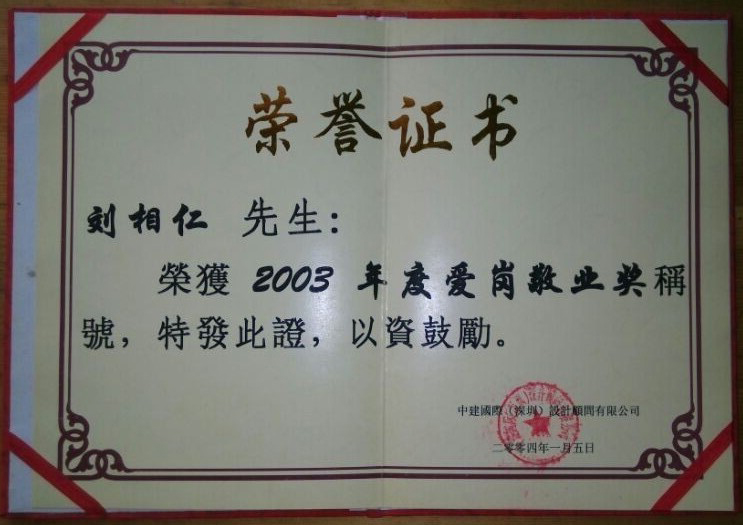 荣誉证书
刘相仁 先生:
榮獲 2003 年度爱岗敬业奖稱
號，特發此證，以資鼓勵。
中建國際（深圳）設計顧問有限公司
二零零四年一月五日